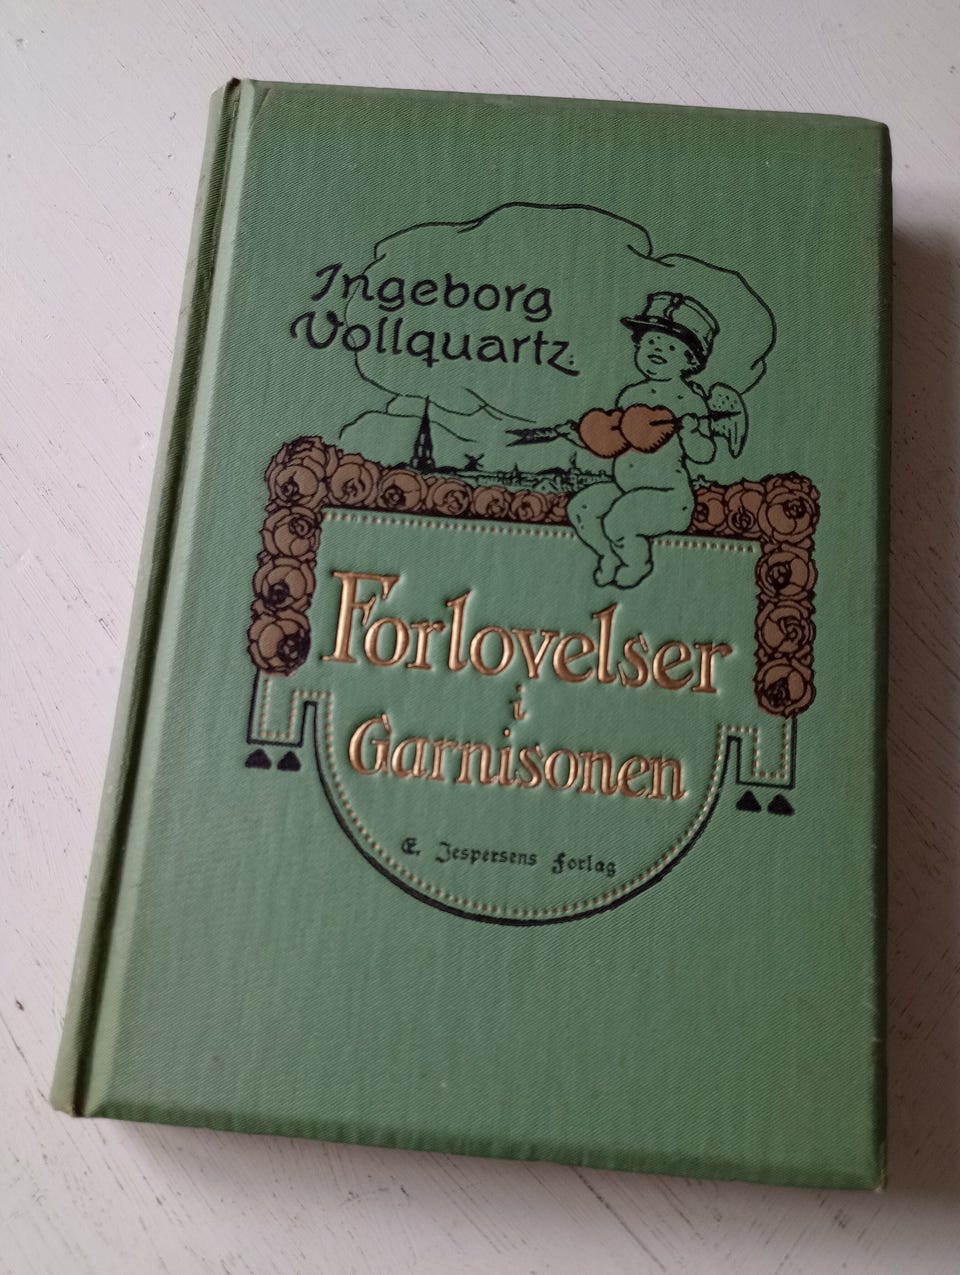 Ingeborg
Vollquartz.
Forlovelser
i
Garnisonen
E. Jespersens Forlag